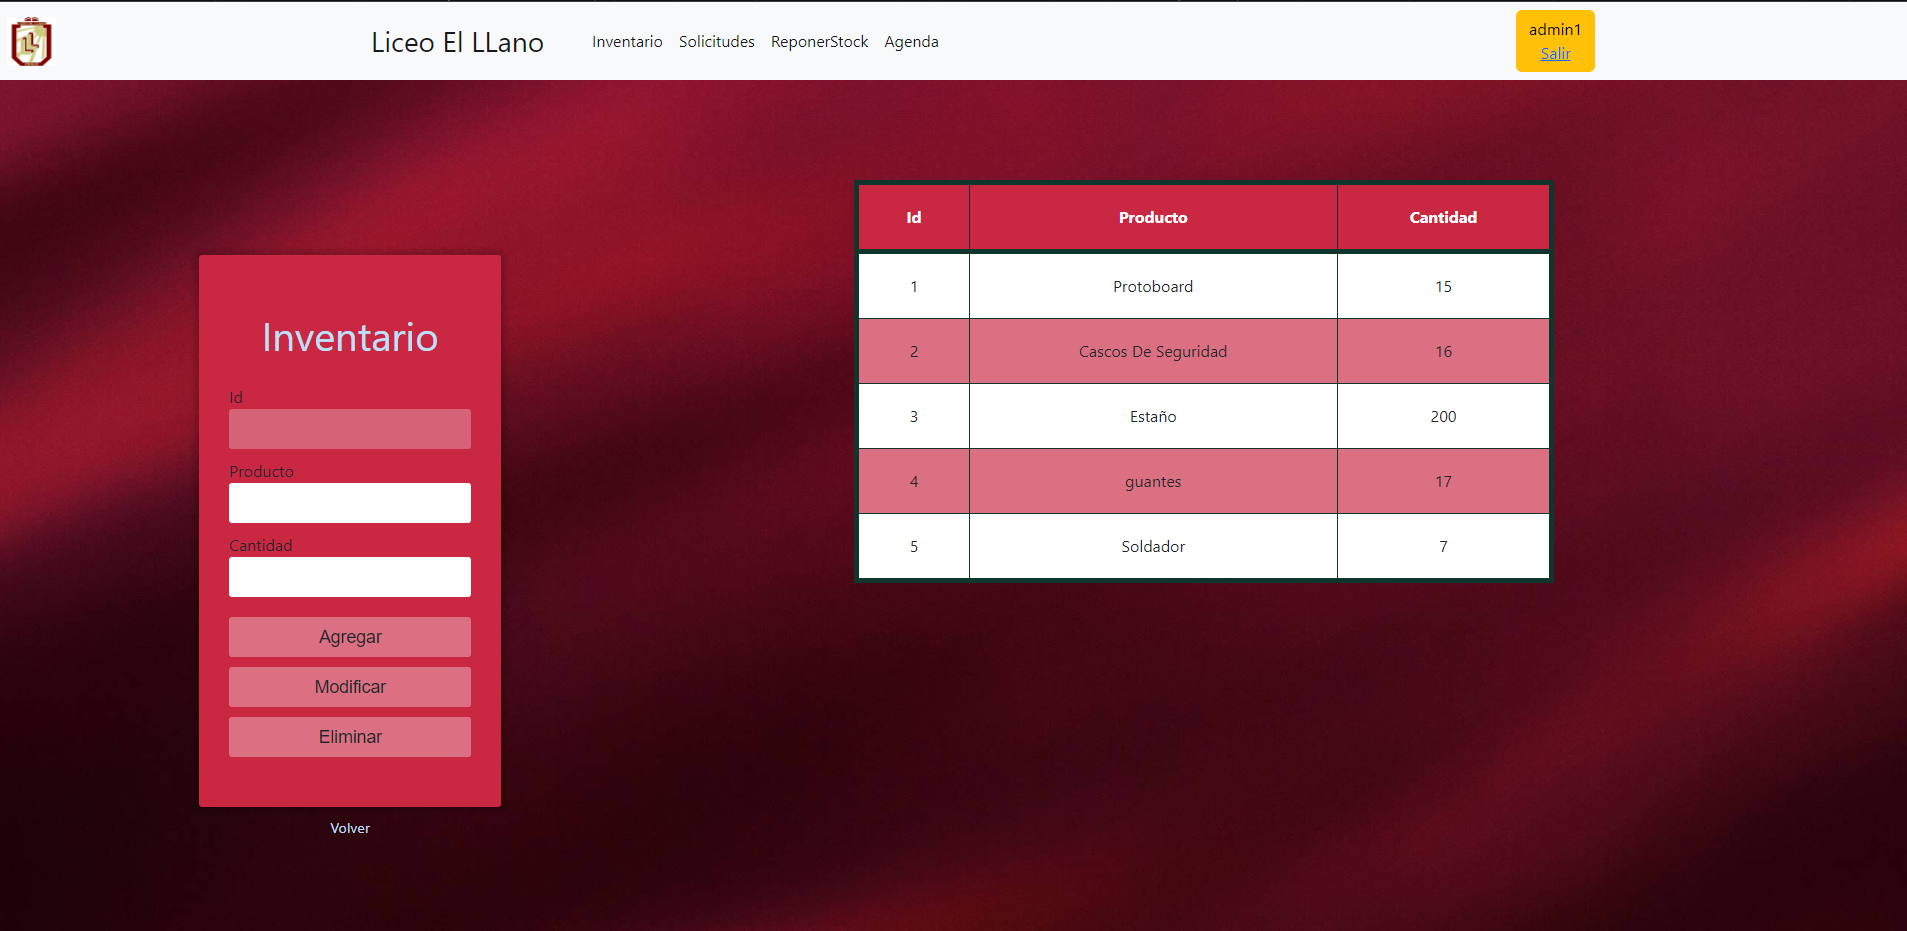 Liceo El LLano
Inventario Solicitudes ReponerStock Agenda
admin1
Salir
Inventario
Id
Producto
Cantidad
Agregar
Modificar
Eliminar
Volver
Id Producto Cantidad
1 Protoboard 15
2 Cascos De Seguridad 16
3 Estaño 200
4 guantes 17
5 Soldador 7